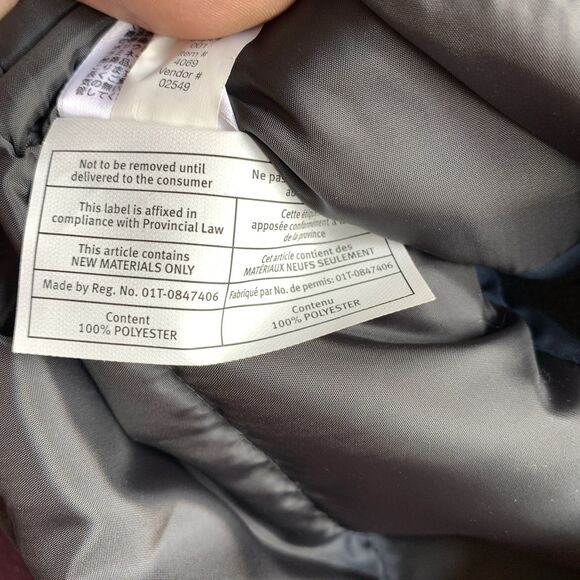 001
4069
Vendor #
02549
Not to be removed until
delivered to the consumer
Ne pas
This label is affixed in
compliance with Provincial Law
Cette
apposée conformément à
de la province
This article contains
NEW MATERIALS ONLY
Cet article contient des
MATÉRIAUX NEUFS SEULEMENT
Made by Reg. No. 01T-0847406
Fabriqué par No. de permis: 01T-0847406
Content
100% POLYESTER
Contenu
100% POLYESTER